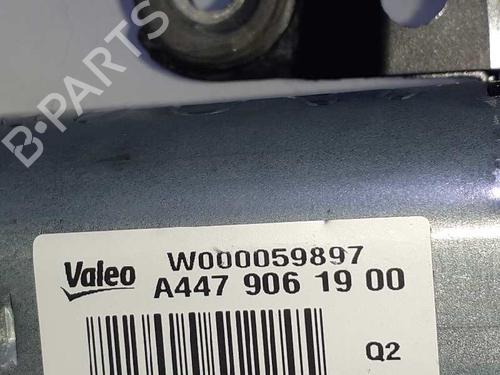 B-PARTS
Valeo
W000059897
A447 906 19 00
Q2